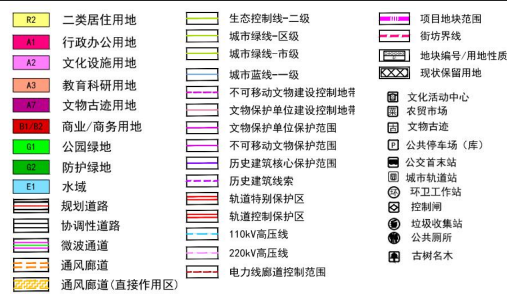 R2 二类居住用地
A1 行政办公用地
A2 文化设施用地
A3 教育科研用地
A7 文物古迹用地
B1/B2 商业/商务用地
G1 公园绿地
G2 防护绿地
E1 水域
规划道路
协调性道路
微波通道
通风廊道
通风廊道(直接作用区)
生态控制线-二级
城市绿线-区级
城市绿线-市级
城市蓝线-一级
不可移动文物建设控制地带
文物保护单位建设控制地带
文物保护单位保护范围
不可移动文物保护范围
历史建筑核心保护范围
历史建筑线索
轨道特别保护区
轨道控制保护区
110kV高压线
220kV高压线
电力线廊道控制范围
项目地块范围
街坊界线
地块编号/用地性质
现状保留用地
文化活动中心
农贸市场
文物古迹
P 公共停车场（库）
公交首末站
城市轨道站
环卫工作站
控制闸
垃圾收集站
公共厕所
古树名木